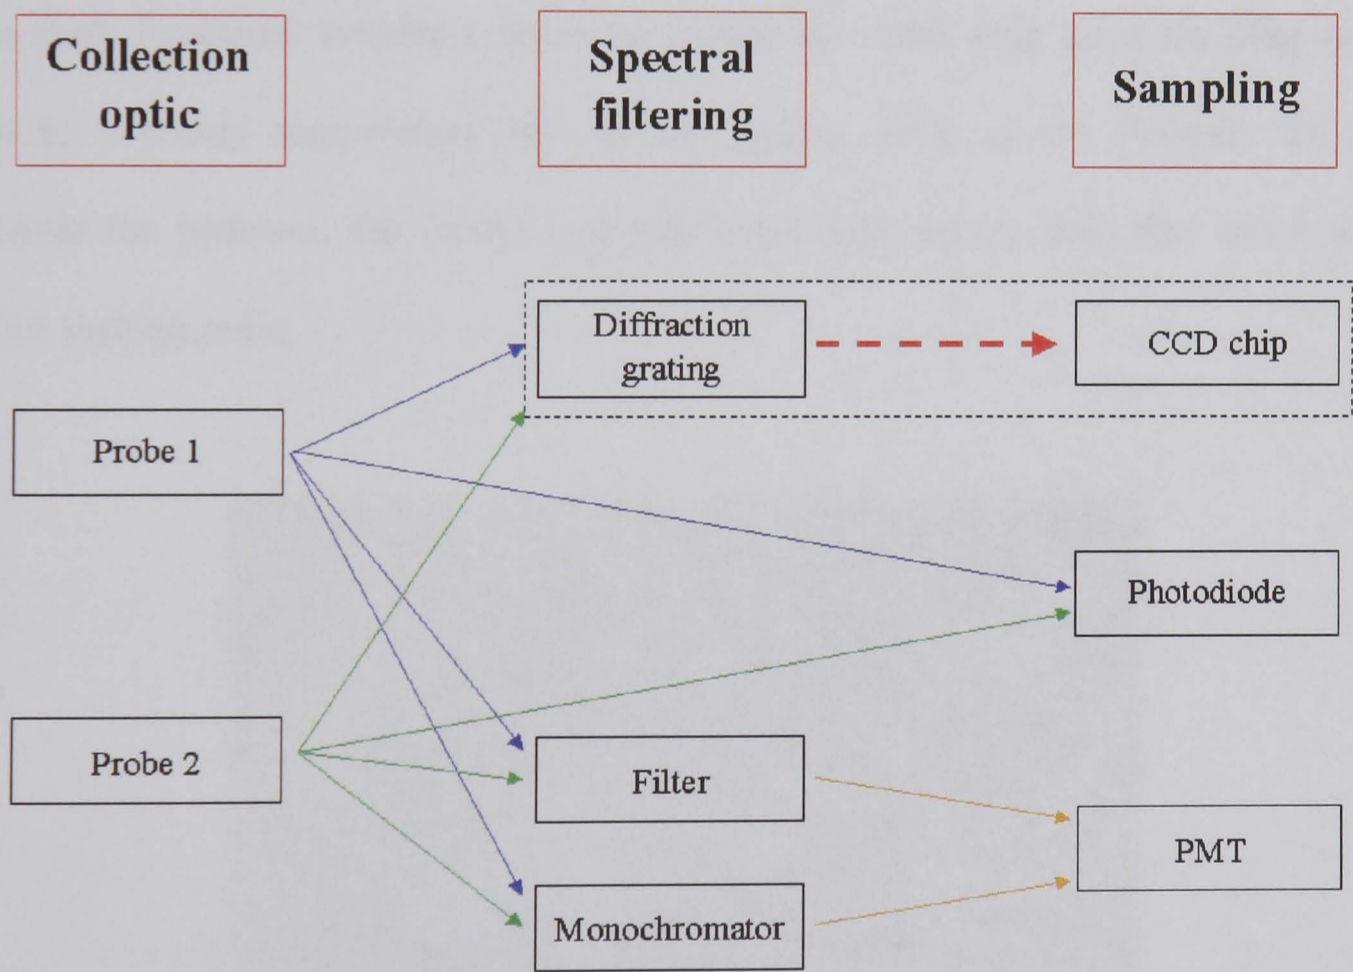 Collection
optic
Spectral
filtering
Sampling
Diffraction
grating
CCD chip
Probe 1
Photodiode
Probe 2
Filter
PMT
Monochromator